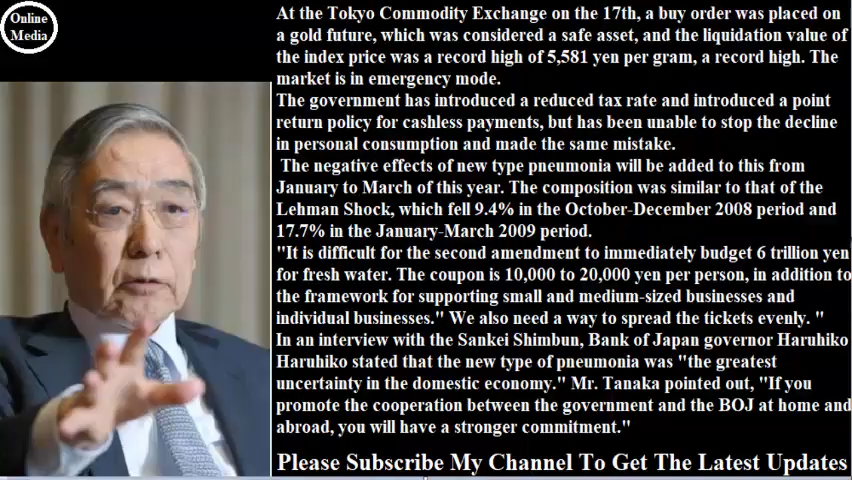 Online
Media
At the Tokyo Commodity Exchange on the 17th, a buy order was placed on
a gold future, which was considered a safe asset, and the liquidation value of
the index price was a record high of 5,581 yen per gram, a record high. The
market is in emergency mode.
The government has introduced a reduced tax rate and introduced a point
return policy for cashless payments, but has been unable to stop the decline
in personal consumption and made the same mistake.
The negative effects of new type pneumonia will be added to this from
January to March of this year. The composition was similar to that of the
Lehman Shock, which fell 9.4% in the October-December 2008 period and
17.7% in the January-March 2009 period.
"It is difficult for the second amendment to immediately budget 6 trillion yen
for fresh water. The coupon is 10,000 to 20,000 yen per person, in addition to
the framework for supporting small and medium-sized businesses and
individual businesses." We also need a way to spread the tickets evenly. "
In an interview with the Sankei Shimbun, Bank of Japan governor Haruhiko
Haruhiko stated that the new type of pneumonia was "the greatest
uncertainty in the domestic economy." Mr. Tanaka pointed out, "If you
promote the cooperation between the government and the BOJ at home and
abroad, you will have a stronger commitment."
Please Subscribe My Channel To Get The Latest Updates